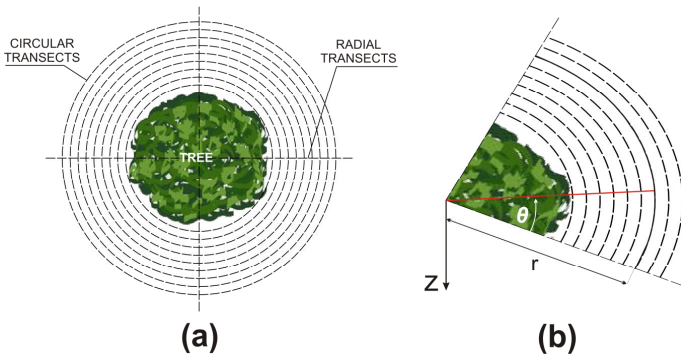 CIRCULAR
TRANSECTS
RADIAL
TRANSECTS
TREE
θ
r
Z
(a)
(b)